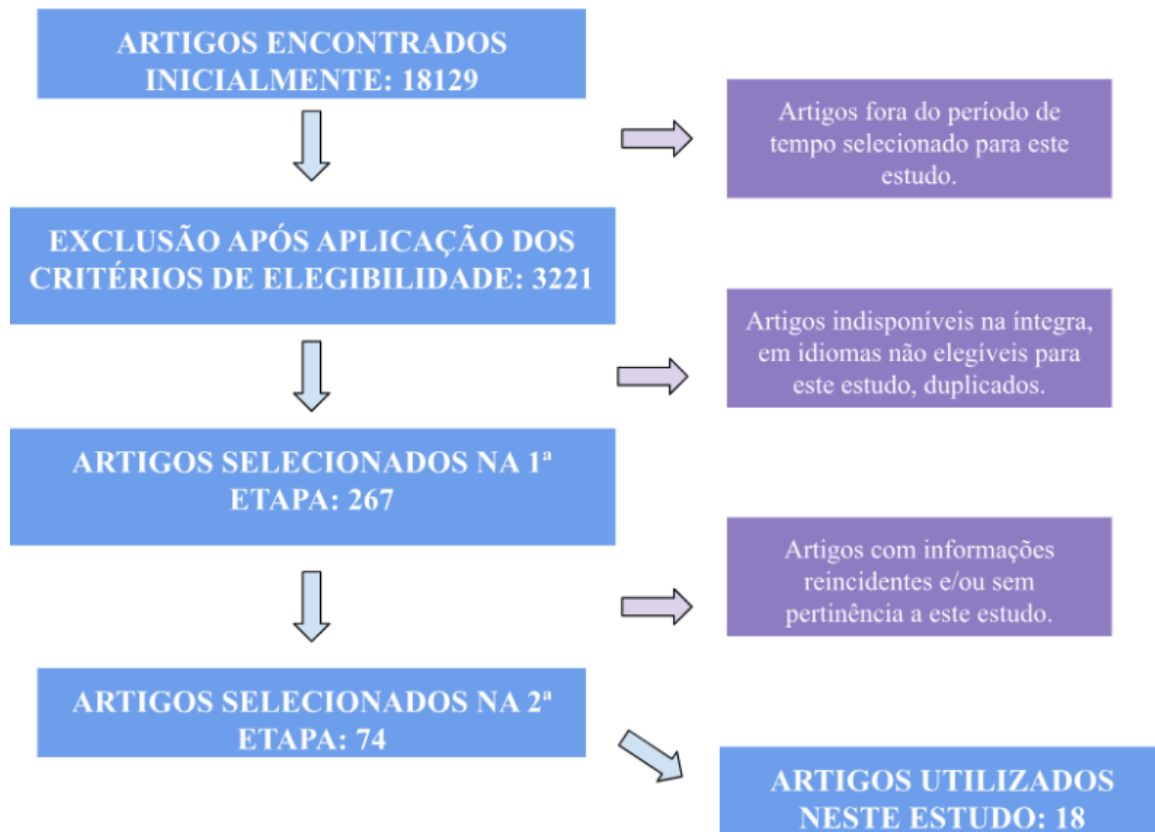 ARTIGOS ENCONTRADOS
INICIALMENTE: 18129
Artigos fora do período de
tempo selecionado para este
estudo.
EXCLUSÃO APÓS APLICAÇÃO DOS
CRITÉRIOS DE ELEGIBILIDADE: 3221
Artigos indisponíveis na íntegra,
em idiomas não elegíveis para
este estudo, duplicados.
ARTIGOS SELECIONADOS NA 1ª
ETAPA: 267
Artigos com informações
reincidentes e/ou sem
pertinência a este estudo.
ARTIGOS SELECIONADOS NA 2ª
ETAPA: 74
ARTIGOS UTILIZADOS
NESTE ESTUDO: 18